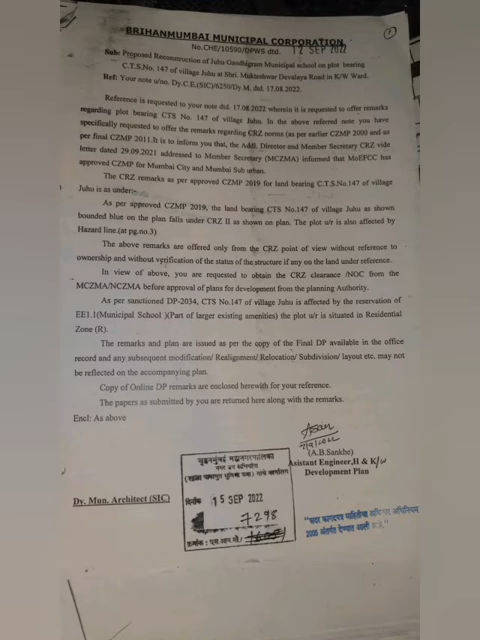 BRIHANMUMBAI MUNICIPAL CORPORATION
No.CHE/10590/DPWS dtd. 12 SEP 2022
Sub: Proposed Reconstruction of Juhu Gandhigram Municipal school on plot bearing
C.T.S.No. 147 of village Juhu at Shri. Mukteshwar Devalaya Road in K/W Ward.
Ref: Your note u/no. Dy.C.E.(SIC)/6250/Dy.M. dtd. 17.08.2022.
Reference is requested to your note dtd. 17.08.2022 wherein it is requested to offer remarks
regarding plot bearing CTS No. 147 of village Juhu. In the above referred note you have
specifically requested to offer the remarks regarding CRZ norms (as per earlier CZMP 2000 and as
per final CZMP 2011.It is to inform you that, the Addl. Director and Member Secretary CRZ vide
letter dated 29.09.2021 addressed to Member Secretary (MCZMA) informed that MoEFCC has
approved CZMP for Mumbai City and Mumbai Sub urban.
The CRZ remarks as per approved CZMP 2019 for land bearing C.T.S.No.147 of village
Juhu is as under:-
As per approved CZMP 2019, the land bearing CTS No.147 of village Juhu as shown
bounded blue on the plan falls under CRZ II as shown on plan. The plot u/r is also affected by
Hazard line.(at pg.no.3)
The above remarks are offered only from the CRZ point of view without reference to
ownership and without verification of the status of the structure if any on the land under reference.
In view of above, you are requested to obtain the CRZ clearance /NOC from the
MCZMA/NCZMA before approval of plans for development from the planning Authority.
As per sanctioned DP-2034, CTS No.147 of village Juhu is affected by the reservation of
EE1.1(Municipal School )(Part of larger existing amenities) the plot u/r is situated in Residential
Zone (R).
The remarks and plan are issued as per the copy of the Final DP available in the office
record and any subsequent modification/ Realignment/ Relocation/ Subdivision/ layout etc. may not
be reflected on the accompanying plan.
Copy of Online DP remarks are enclosed herewith for your reference.
The papers as submitted by you are returned here along with the remarks.
Encl: As above
(A.B.Sankhe)
Asistant Engineer,H & K/W
Development Plan
बृहन्मुंबई महानगरपालिका
दिनांक 15 SEP 2022
7298
Dy. Mun. Architect (SIC)